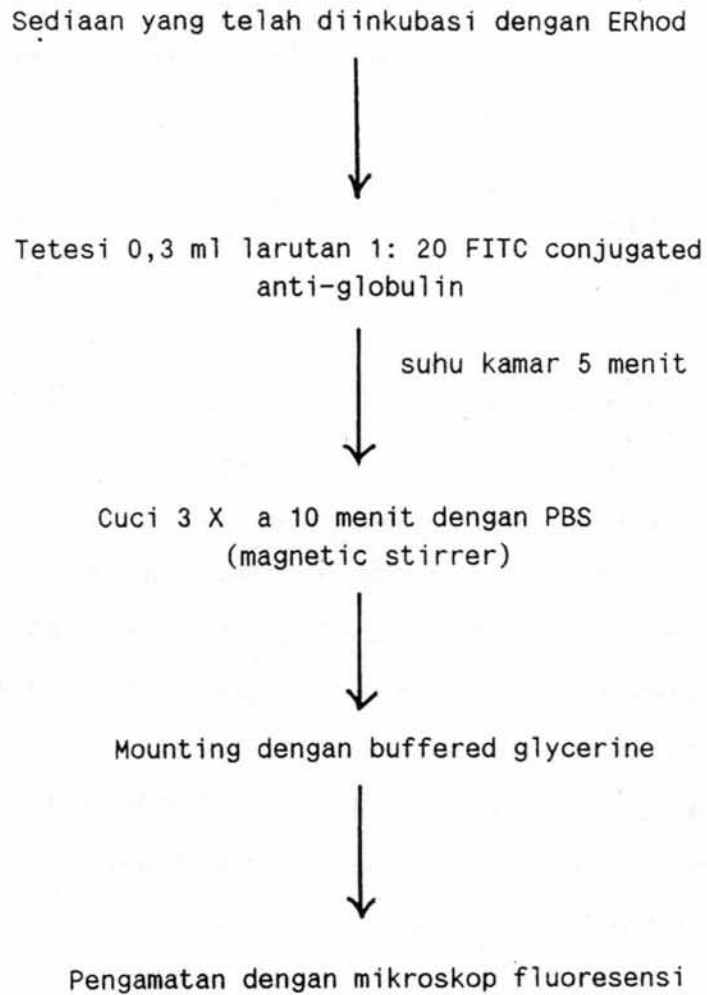 Sediaan yang telah diinkubasi dengan ERhod
Tetesi 0,3 ml larutan 1: 20 FITC conjugated
anti-globulin
suhu kamar 5 menit
Cuci 3 X a 10 menit dengan PBS
(magnetic stirrer)
Mounting dengan buffered glycerine
Pengamatan dengan mikroskop fluoresensi